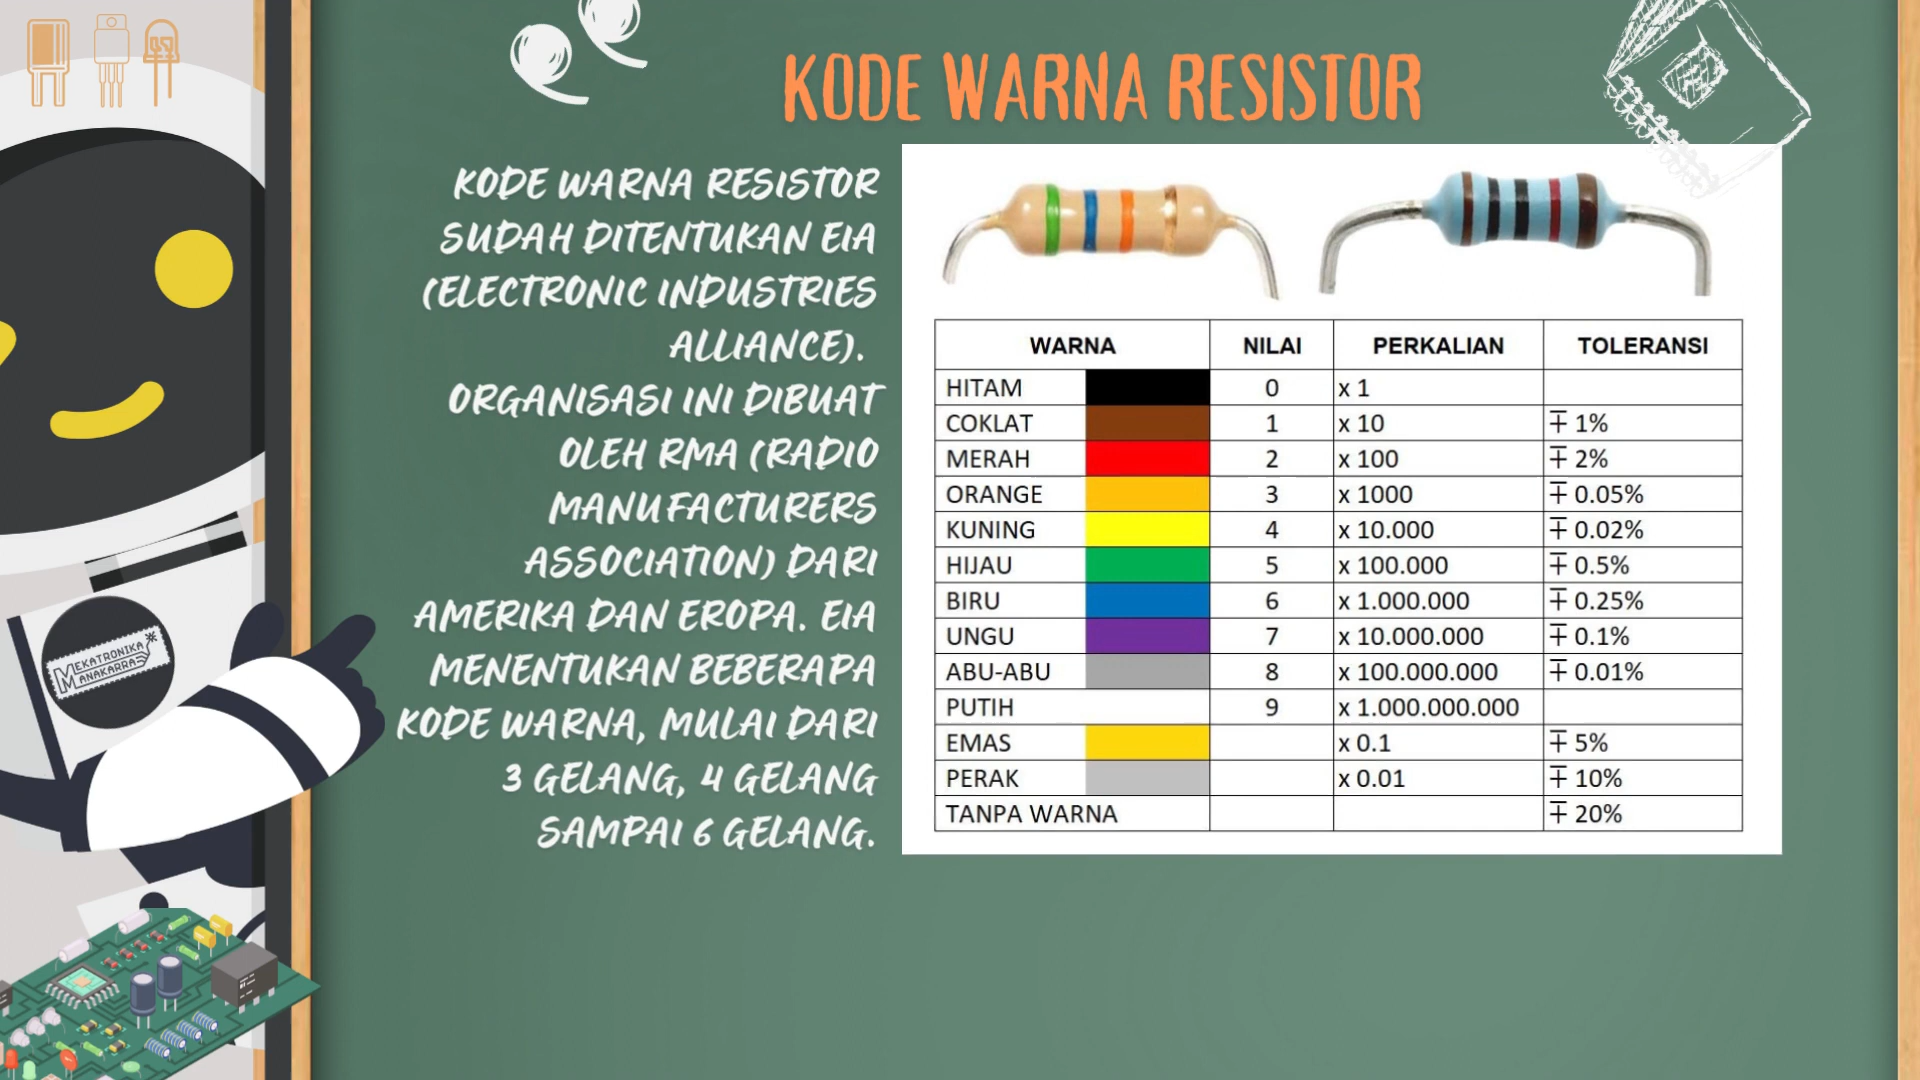 KODE WARNA RESISTOR
KODE WARNA RESISTOR
SUDAH DITENTUKAN EIA
(ELECTRONIC INDUSTRIES
ALLIANCE).
ORGANISASI INI DIBUAT
OLEH RMA (RADIO
MANUFACTURERS
ASSOCIATION) DARI
AMERIKA DAN EROPA. EIA
MENENTUKAN BEBERAPA
KODE WARNA, MULAI DARI
3 GELANG, 4 GELANG
SAMPAI 6 GELANG.
WARNA NILAI PERKALIAN TOLERANSI
HITAM 0 x 1
COKLAT 1 x 10 ∓ 1%
MERAH 2 x 100 ∓ 2%
ORANGE 3 x 1000 ∓ 0.05%
KUNING 4 x 10.000 ∓ 0.02%
HIJAU 5 x 100.000 ∓ 0.5%
BIRU 6 x 1.000.000 ∓ 0.25%
UNGU 7 x 10.000.000 ∓ 0.1%
ABU-ABU 8 x 100.000.000 ∓ 0.01%
PUTIH 9 x 1.000.000.000
EMAS x 0.1 ∓ 5%
PERAK x 0.01 ∓ 10%
TANPA WARNA ∓ 20%
MEKATRONIKA
MANAKARRA